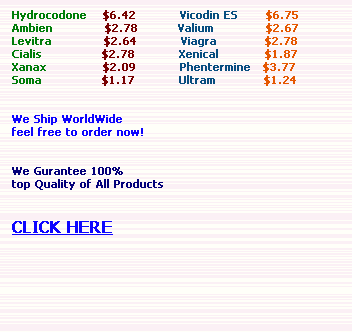 Hydrocodone $6.42 Vicodin ES $6.75
Ambien $2.78 Valium $2.67
Levitra $2.64 Viagra $2.78
Cialis $2.78 Xenical $1.87
Xanax $2.09 Phentermine $3.77
Soma $1.17 Ultram $1.24
We Ship WorldWide
feel free to order now!
We Gurantee 100%
top Quality of All Products
CLICK HERE